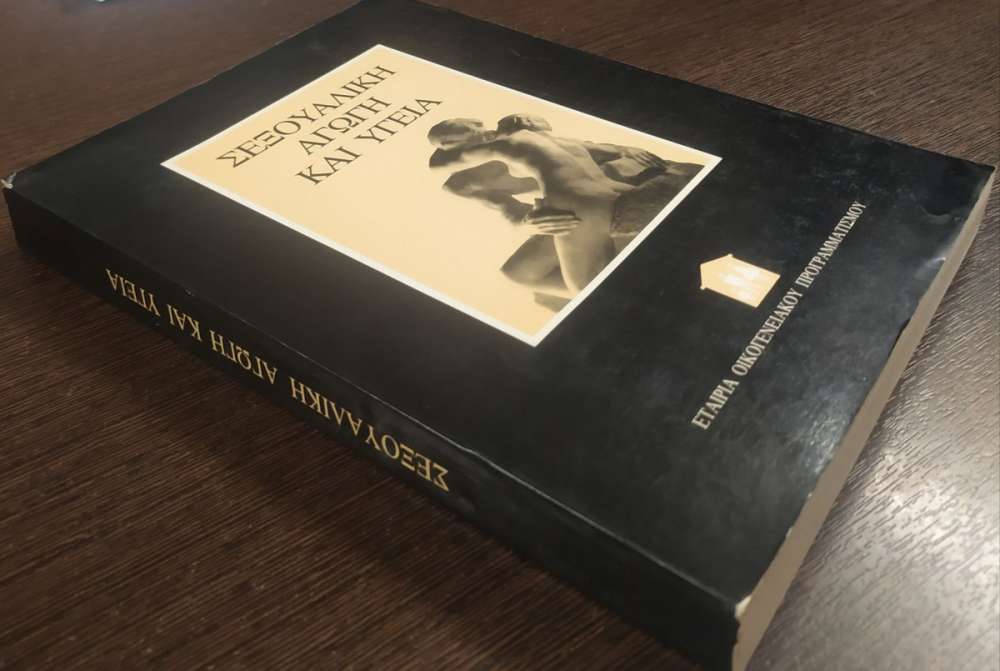 ΣΕΞΟΥΑΛΙΚΗ
ΑΓΩΓΗ
ΚΑΙ ΥΓΕΙΑ
ΕΤΑΙΡΙΑ ΟΙΚΟΓΕΝΕΙΑΚΟΥ ΠΡΟΓΡΑΜΜΑΤΙΣΜΟΥ
ΣΕΞΟΥΑΛΙΚΗ ΑΓΩΓΗ ΚΑΙ ΥΓΕΙΑ